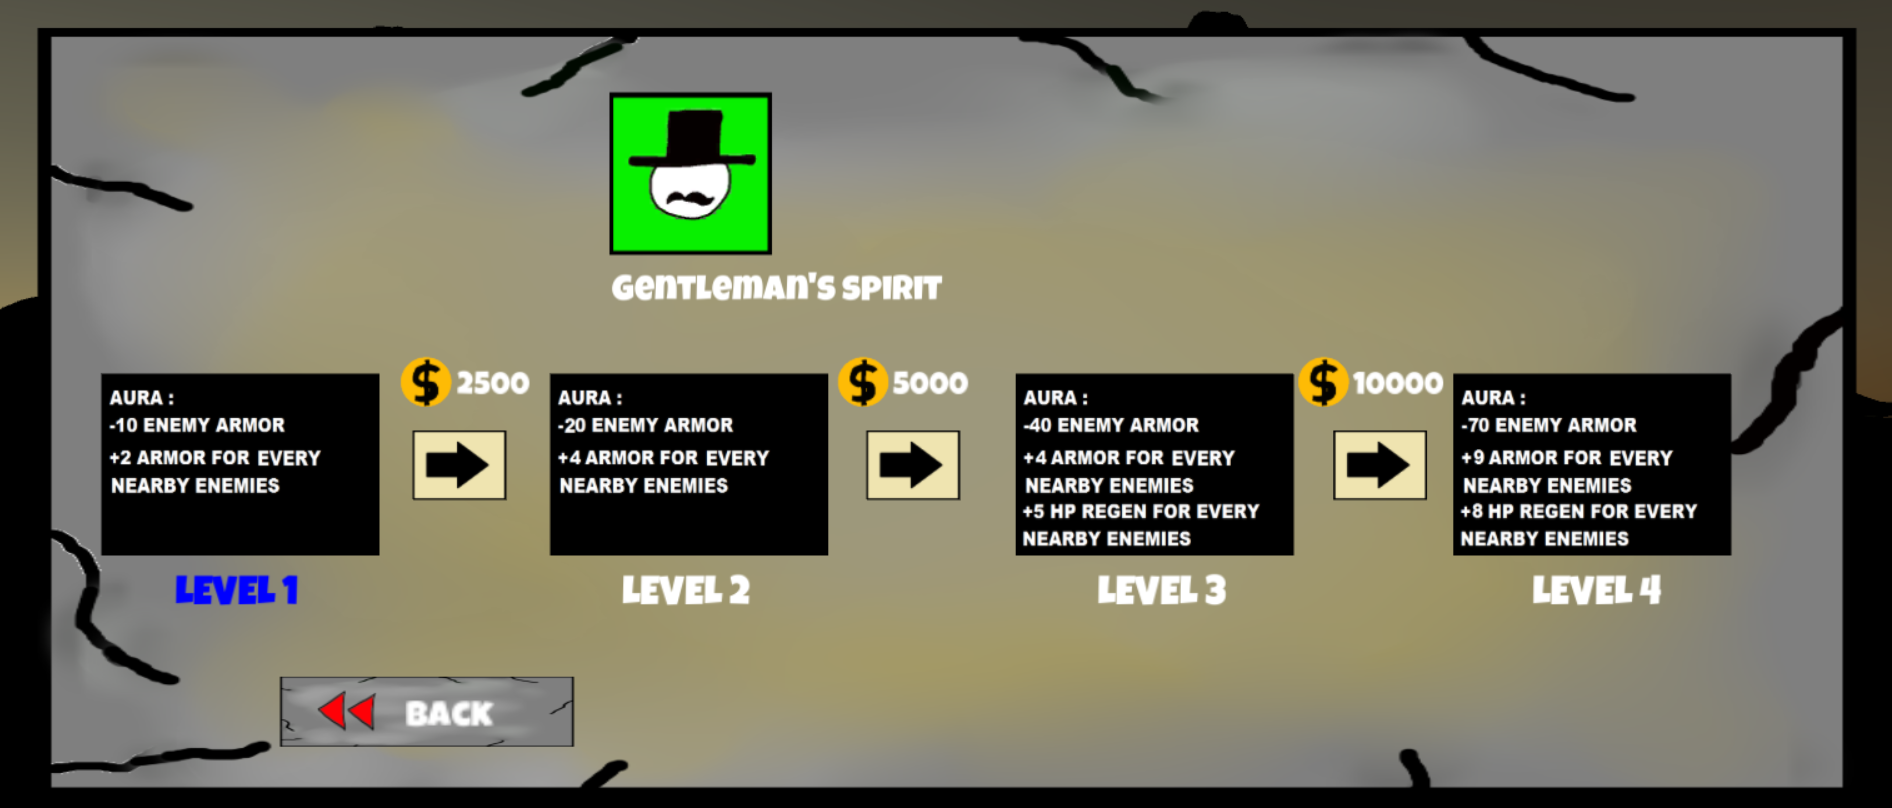 GENTLEMAN'S SPIRIT
$ 2500
$ 5000
$ 10000
AURA :
-10 ENEMY ARMOR
+2 ARMOR FOR EVERY
NEARBY ENEMIES
AURA :
-20 ENEMY ARMOR
+4 ARMOR FOR EVERY
NEARBY ENEMIES
AURA :
-40 ENEMY ARMOR
+4 ARMOR FOR EVERY
NEARBY ENEMIES
+5 HP REGEN FOR EVERY
NEARBY ENEMIES
AURA :
-70 ENEMY ARMOR
+9 ARMOR FOR EVERY
NEARBY ENEMIES
+8 HP REGEN FOR EVERY
NEARBY ENEMIES
LEVEL 1
LEVEL 2
LEVEL 3
LEVEL 4
BACK